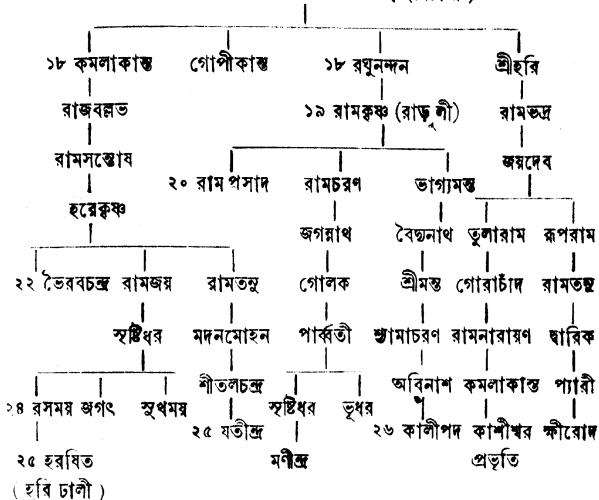 ১৮ কমলাকান্ত গোপীকান্ত ১৮ রঘুনন্দন শ্রীহরি
রাজবল্লভ ১৯ রামকৃষ্ণ (রাড়ুলী) রামভদ্র
রামসন্তোষ জয়দেব
২০ রামপ্রসাদ রামচরণ ভাগ্যমন্ত
হরেকৃষ্ণ
জগন্নাথ বৈদ্যনাথ তুলারাম রূপরাম
২২ ভৈরবচন্দ্র রামজয় রামতনু গোলক শ্রীমন্ত গোরাচাঁদ রামতনু
সৃষ্টিধর মদনমোহন পার্ব্বতী শ্যামাচরণ রামনারায়ণ দ্বারিক
শীতলচন্দ্র অবিনাশ কমলাকান্ত প্যারী
২৪ রসময় জগৎ সুখময় সৃষ্টিধর ভূধর
২৫ যতীন্দ্র ২৬ কালীপদ কাশীশ্বর ক্ষীরোদ
২৫ হরষিত মণীন্দ্র প্রভৃতি
(হরি ঢালী)